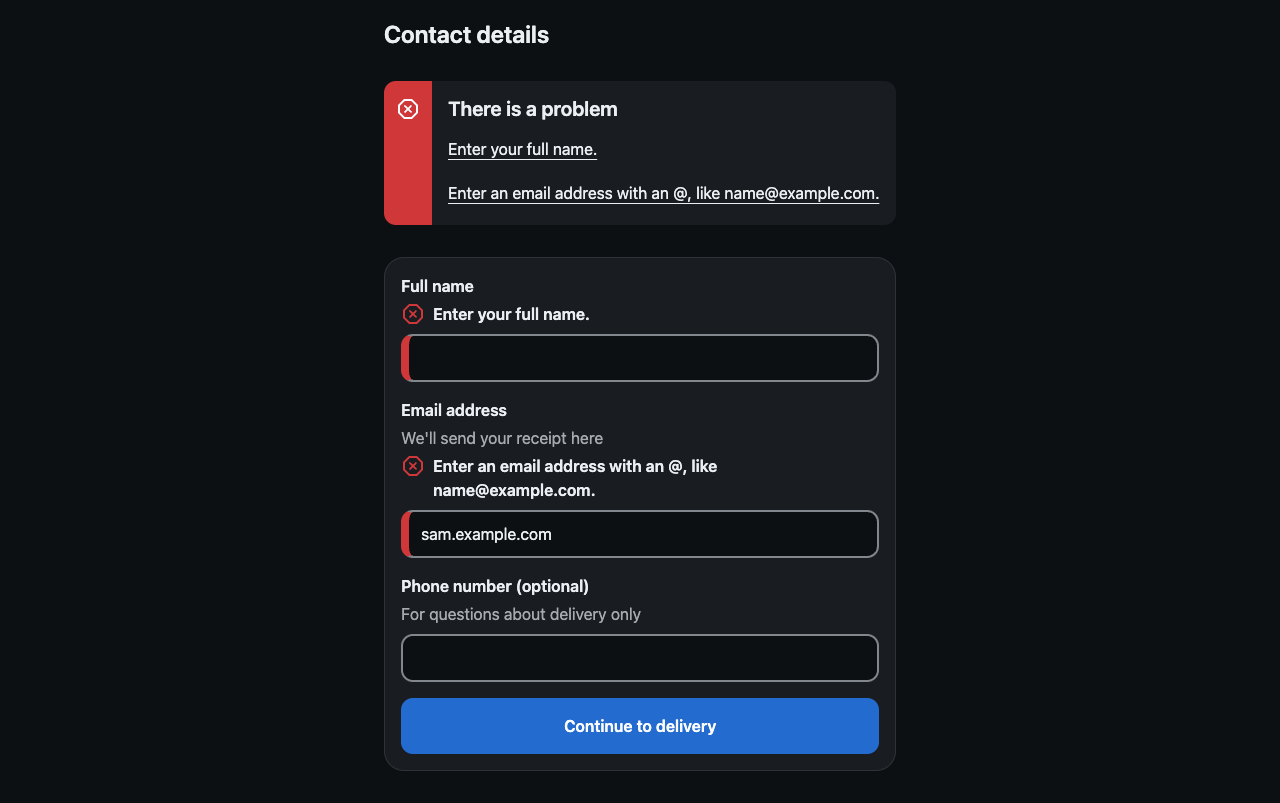 Contact details
There is a problem
Enter your full name.
Enter an email address with an @, like name@example.com.
Full name
Enter your full name.
Email address
We'll send your receipt here
Enter an email address with an @, like
name@example.com.
sam.example.com
Phone number (optional)
For questions about delivery only
Continue to delivery